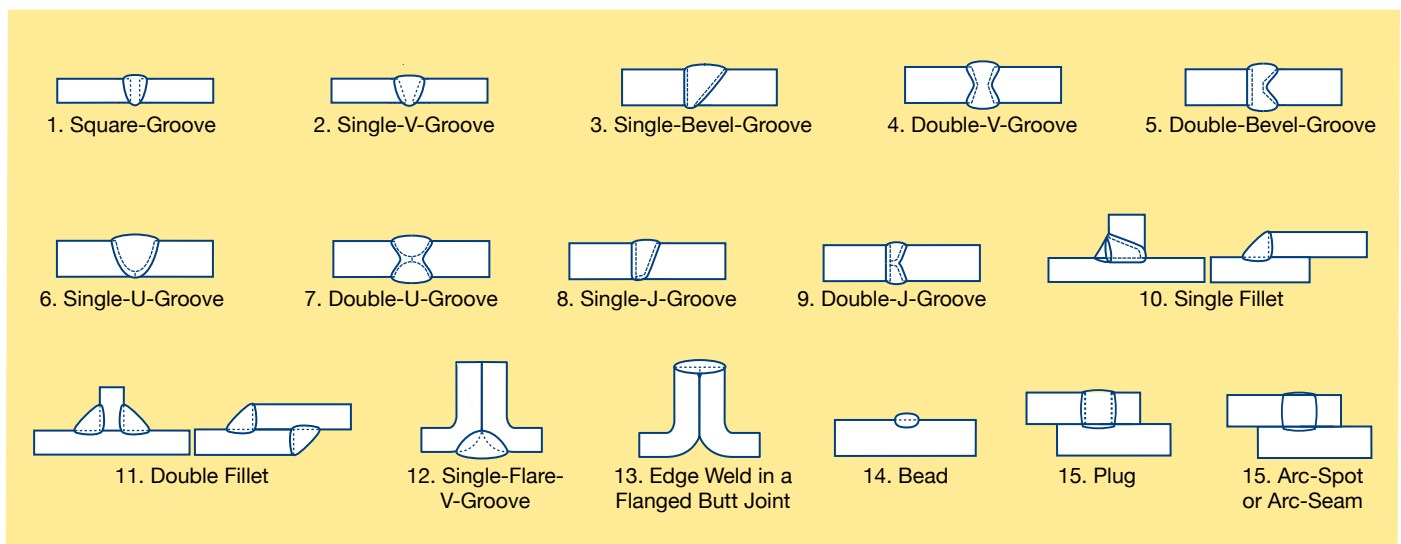 1. Square-Groove
2. Single-V-Groove
3. Single-Bevel-Groove
4. Double-V-Groove
5. Double-Bevel-Groove
6. Single-U-Groove
7. Double-U-Groove
8. Single-J-Groove
9. Double-J-Groove
10. Single Fillet
11. Double Fillet
12. Single-Flare-
V-Groove
13. Edge Weld in a
Flanged Butt Joint
14. Bead
15. Plug
15. Arc-Spot
or Arc-Seam